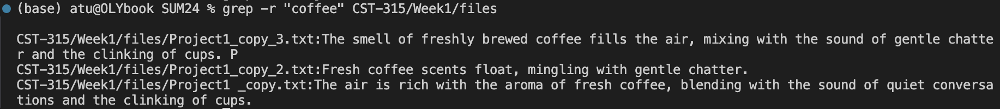 (base) atu@OLYbook SUM24 % grep -r "coffee" CST-315/Week1/files
CST-315/Week1/files/Project1_copy_3.txt:The smell of freshly brewed coffee fills the air, mixing with the sound of gentle chatte
r and the clinking of cups. P
CST-315/Week1/files/Project1_copy_2.txt:Fresh coffee scents float, mingling with gentle chatter.
CST-315/Week1/files/Project1 _copy.txt:The air is rich with the aroma of fresh coffee, blending with the sound of quiet conversa
tions and the clinking of cups.